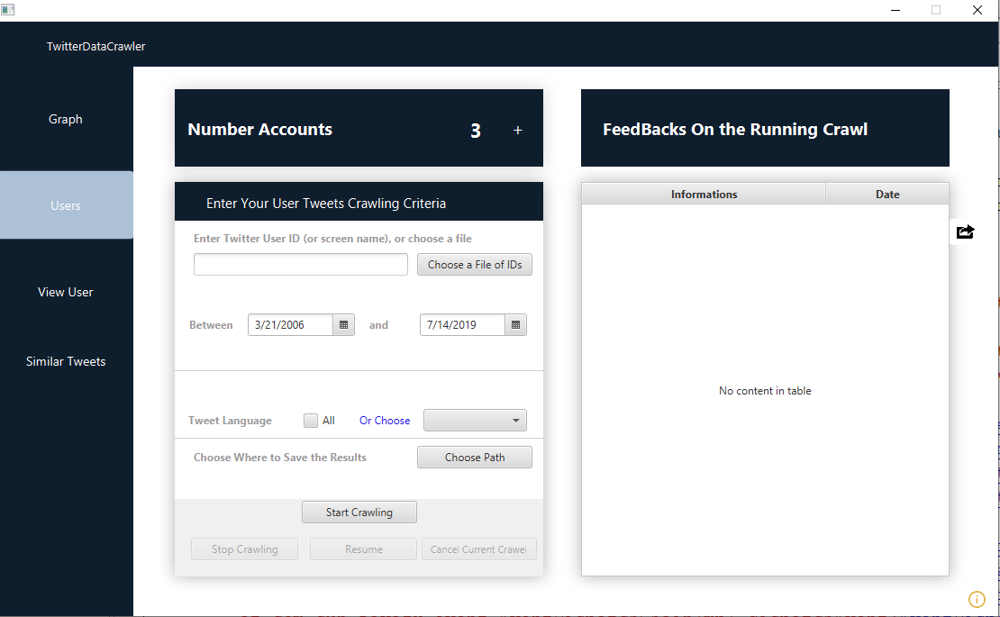 TwitterDataCrawler
Graph
Users
View User
Similar Tweets
Number Accounts 3 +
Enter Your User Tweets Crawling Criteria
Enter Twitter User ID (or screen name), or choose a file
Choose a File of IDs
Between 3/21/2006 and 7/14/2019
Tweet Language All Or Choose
Choose Where to Save the Results Choose Path
Start Crawling
Stop Crawling Resume Cancel Current Crawel
FeedBacks On the Running Crawl
Informations Date
No content in table